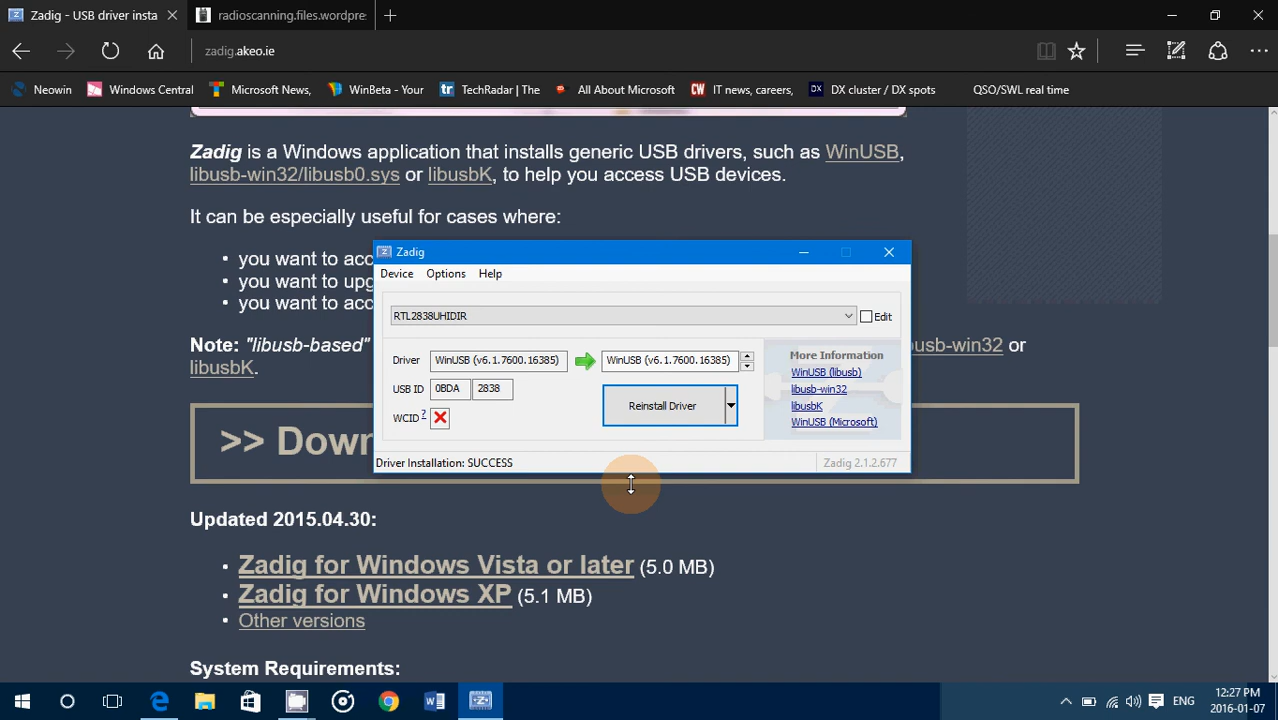 Zadig - USB driver insta
radioscanning.files.wordpre
zadig.akeo.ie
Neowin Windows Central Microsoft News, WinBeta - Your TechRadar | The All About Microsoft IT news, careers, DX cluster / DX spots QSO/SWL real time
Zadig is a Windows application that installs generic USB drivers, such as WinUSB,
libusb-win32/libusb0.sys or libusbK, to help you access USB devices.
It can be especially useful for cases where:
• you want to acc
• you want to upg
• you want to acc
Note: "libusb-based" usb-win32 or
libusbK.
>> Dow
Zadig
Device Options Help
RTL2838UHIDIR Edit
Driver WinUSB (v6.1.7600.16385) WinUSB (v6.1.7600.16385)
USB ID 0BDA 2838
WCID ?
Reinstall Driver
More Information
WinUSB (libusb)
libusb-win32
libusbK
WinUSB (Microsoft)
Driver Installation: SUCCESS Zadig 2.1.2.677
Updated 2015.04.30:
• Zadig for Windows Vista or later (5.0 MB)
• Zadig for Windows XP (5.1 MB)
• Other versions
System Requirements:
ENG 12:27 PM
2016-01-07